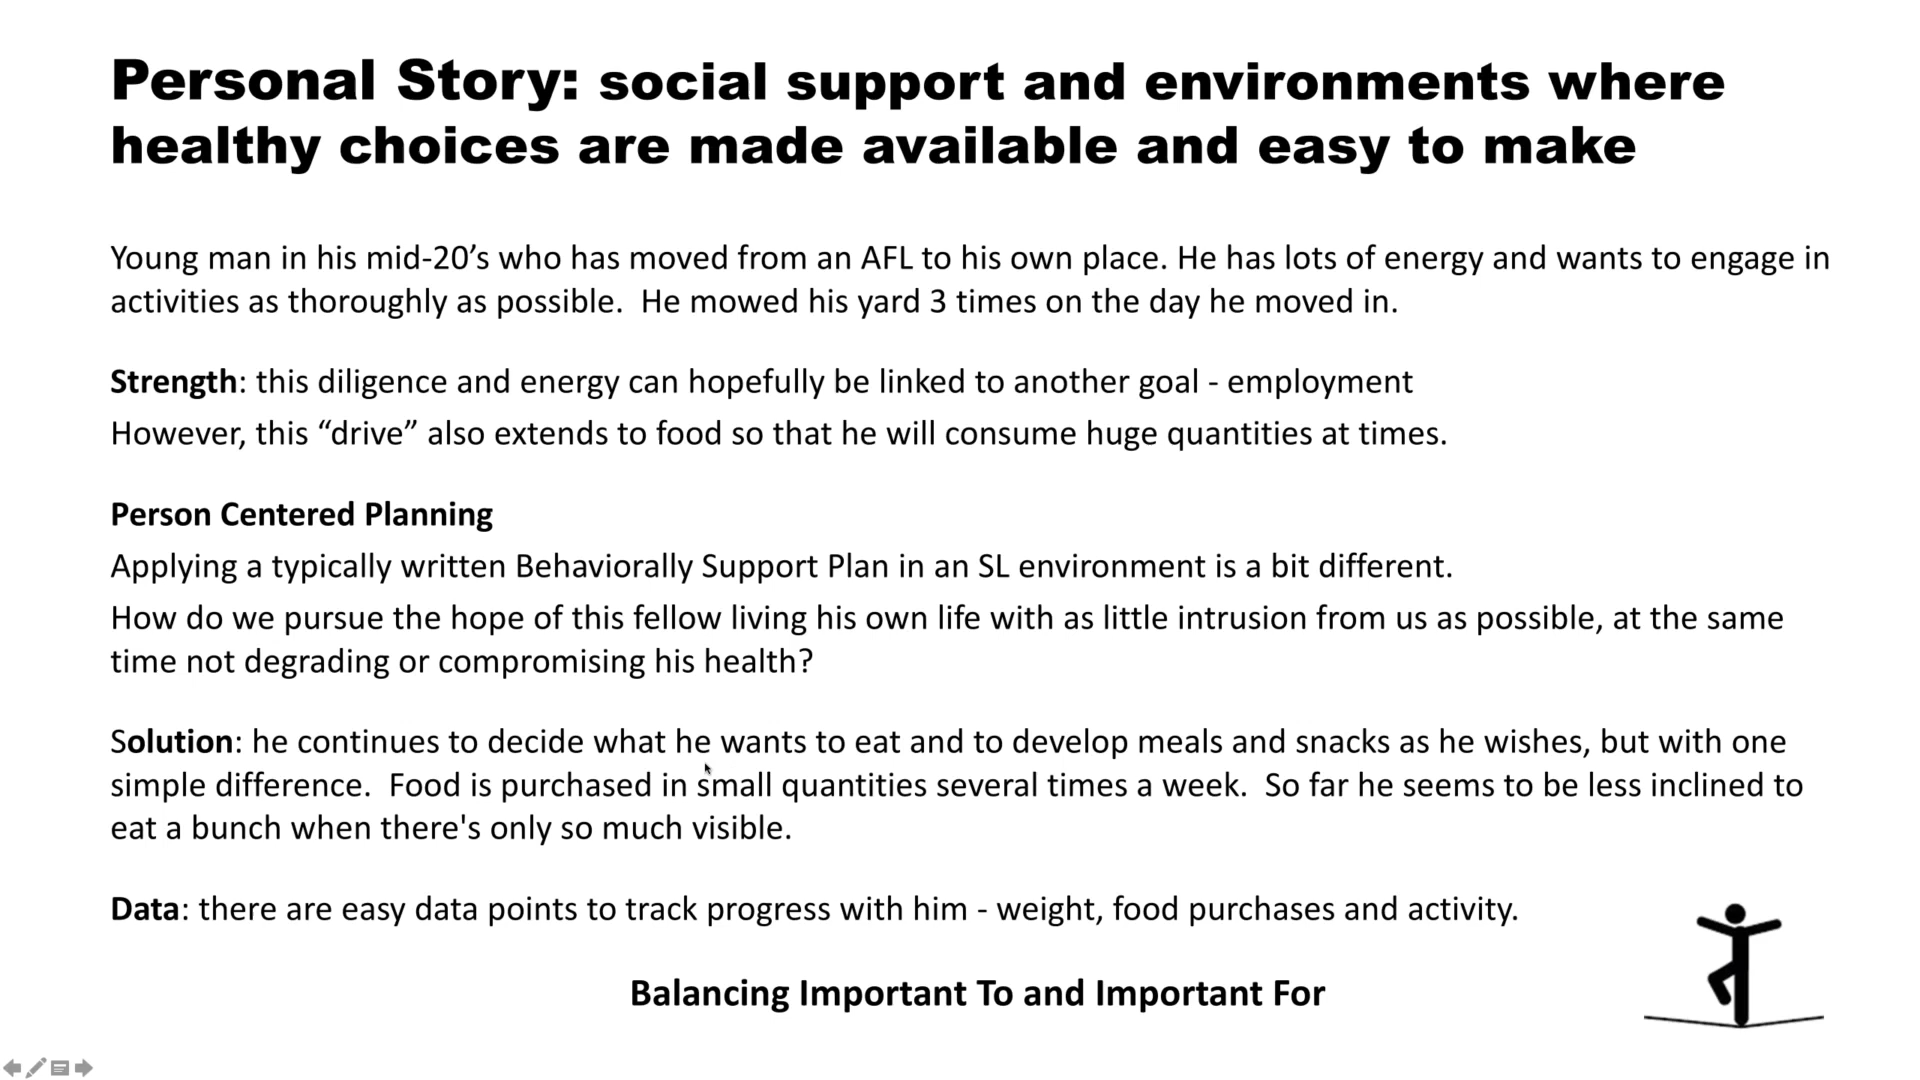 Personal Story: social support and environments where
healthy choices are made available and easy to make
Young man in his mid-20’s who has moved from an AFL to his own place. He has lots of energy and wants to engage in
activities as thoroughly as possible.  He mowed his yard 3 times on the day he moved in.
Strength: this diligence and energy can hopefully be linked to another goal - employment
However, this “drive” also extends to food so that he will consume huge quantities at times.
Person Centered Planning
Applying a typically written Behaviorally Support Plan in an SL environment is a bit different.
How do we pursue the hope of this fellow living his own life with as little intrusion from us as possible, at the same
time not degrading or compromising his health?
Solution: he continues to decide what he wants to eat and to develop meals and snacks as he wishes, but with one
simple difference.  Food is purchased in small quantities several times a week.  So far he seems to be less inclined to
eat a bunch when there's only so much visible.
Data: there are easy data points to track progress with him - weight, food purchases and activity.
Balancing Important To and Important For